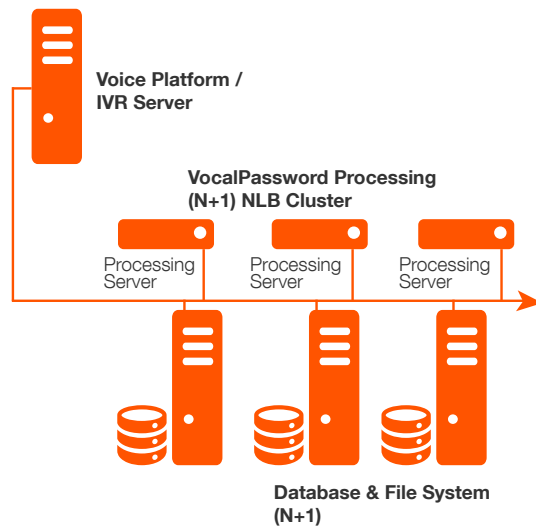 Voice Platform /
IVR Server
VocalPassword Processing
(N+1) NLB Cluster
Processing
Server
Processing
Server
Processing
Server
Database & File System
(N+1)